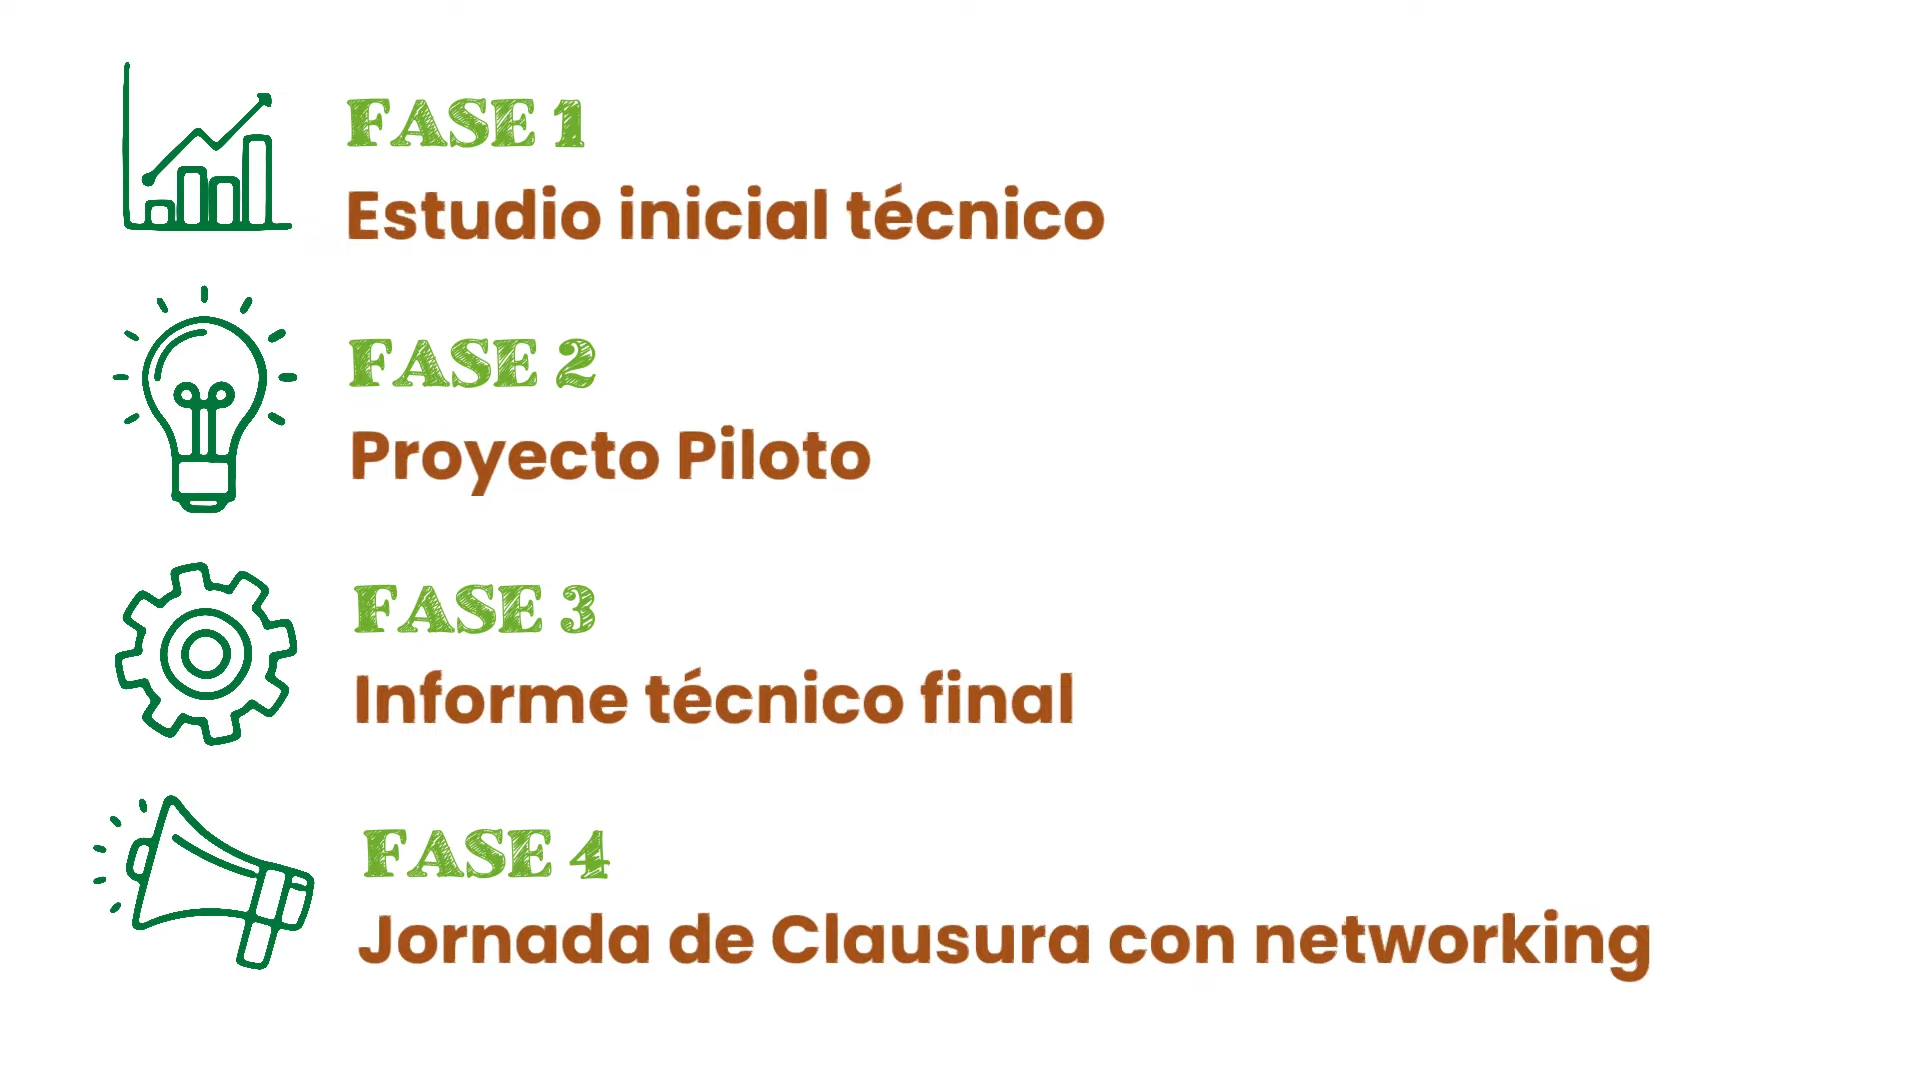 FASE 1
Estudio inicial técnico
FASE 2
Proyecto Piloto
FASE 3
Informe técnico final
FASE 4
Jornada de Clausura con networking